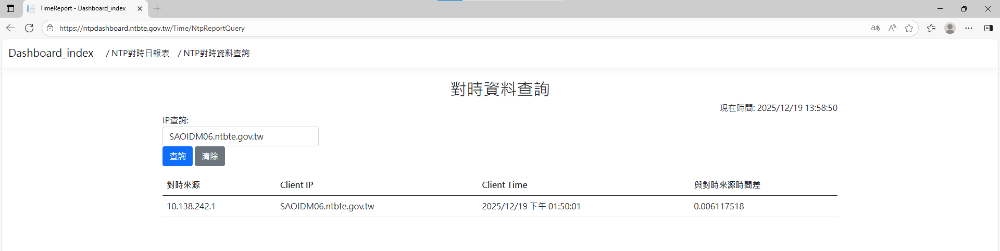 TimeReport - Dashboard_index
https://ntpdashboard.ntbte.gov.tw/Time/NtpReportQuery
Dashboard_index / NTP對時日報表 / NTP對時資料查詢
對時資料查詢
現在時間: 2025/12/19 13:58:50
IP查詢:
SAOIDM06.ntbte.gov.tw
查詢 清除
對時來源 Client IP Client Time 與對時來源時間差
10.138.242.1 SAOIDM06.ntbte.gov.tw 2025/12/19 下午 01:50:01 0.006117518